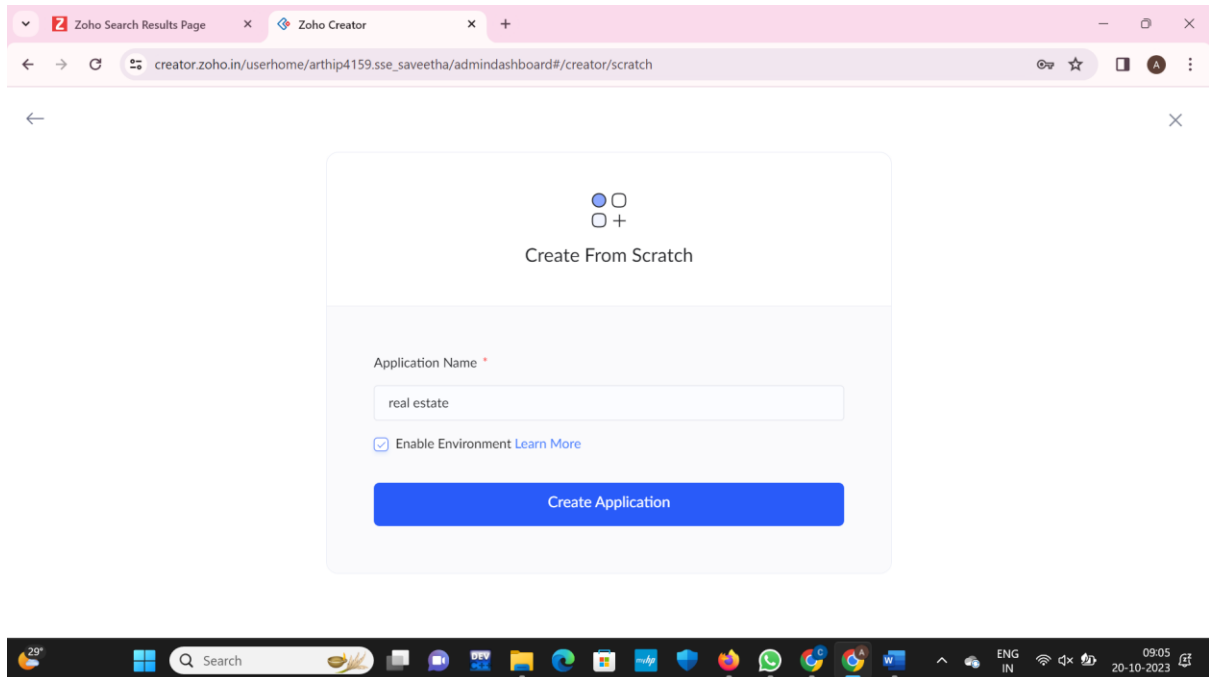 Z Zoho Search Results Page
Zoho Creator
creator.zoho.in/userhome/arthip4159.sse_saveetha/admindashboard#/creator/scratch
A
Create From Scratch
Application Name *
real estate
Enable Environment Learn More
Create Application
29°
Search
DEV
C
A
W
ENG
IN
09:05
20-10-2023